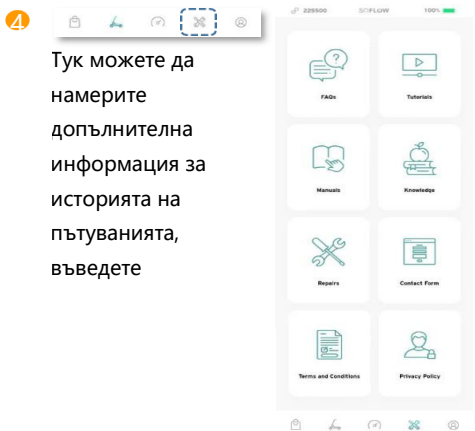 4
Тук можете да
намерите
допълнителна
информация за
историята на
пътуванията,
въведете
225500 SOFLOW 100%
FAQs Tutorials
Manuals Knowledge
Repairs Contact Form
Terms and Conditions Privacy Policy